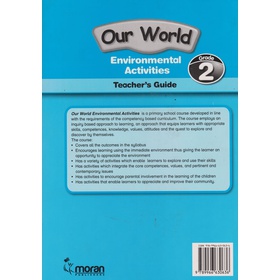 Our World
Environmental
Activities
Grade
2
Teacher's Guide
Our World Environmental Activities is a primary school course developed in
line with the requirements of the competency based curriculum. The course employs an
inquiry based approach to learning, an approach that equips learners with appropriate
skills, competences, knowledge, values, attitudes and the quest to explore and
discover by themselves.
The course:
• Covers all the outcomes in the syllabus
• Encourages learning using the immediate environment thus giving the learner an
opportunity to appreciate the environment.
• Has a variety of activities which enable learners to explore and use their skills
• Has activities which integrate the core competences, values, and pertinent and
contemporary issues
• Has activities to encourage parental involvement in the learning of the children
• Has activities that enable learners to appreciate and improve their community.
moran
PUBLISHERS
9 789966 630636